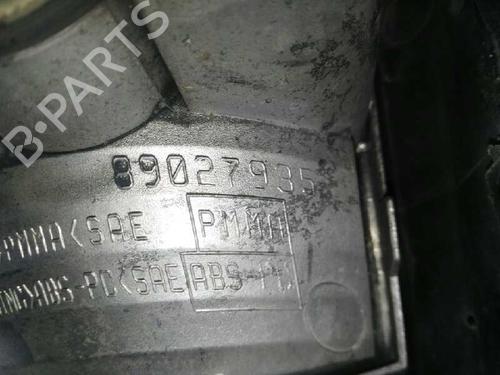 B-PARTS
89027935
>PMMA<SAE PMMA
ABS-PC<SAE ABS-PC